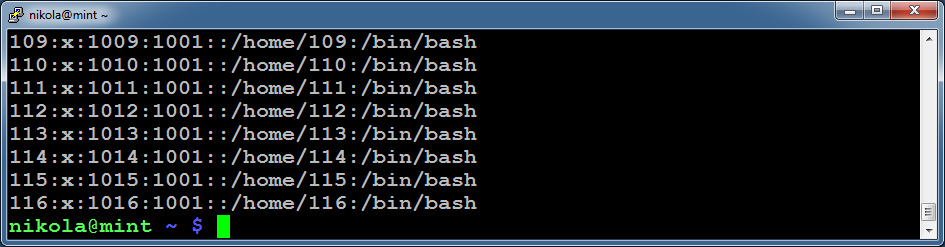 nikola@mint ~
109:x:1009:1001::/home/109:/bin/bash
110:x:1010:1001::/home/110:/bin/bash
111:x:1011:1001::/home/111:/bin/bash
112:x:1012:1001::/home/112:/bin/bash
113:x:1013:1001::/home/113:/bin/bash
114:x:1014:1001::/home/114:/bin/bash
115:x:1015:1001::/home/115:/bin/bash
116:x:1016:1001::/home/116:/bin/bash
nikola@mint ~ $